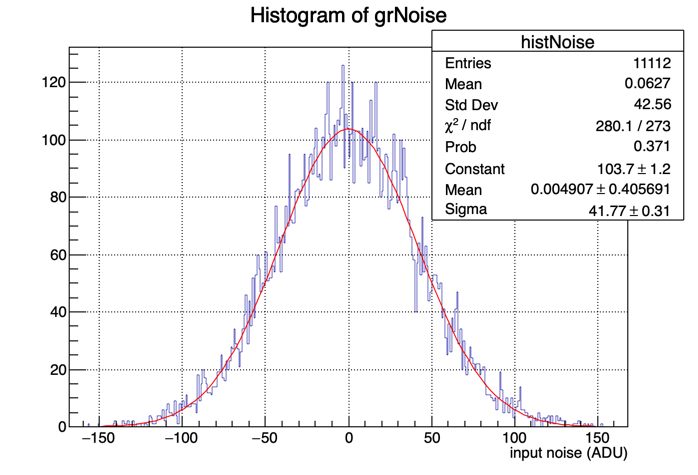 Histogram of grNoise
histNoise
Entries 11112
Mean 0.0627
Std Dev 42.56
χ² / ndf 280.1 / 273
Prob 0.371
Constant 103.7 ± 1.2
Mean 0.004907 ± 0.405691
Sigma 41.77 ± 0.31
120
100
80
60
40
20
0
−150 −100 −50 0 50 100 150
input noise (ADU)